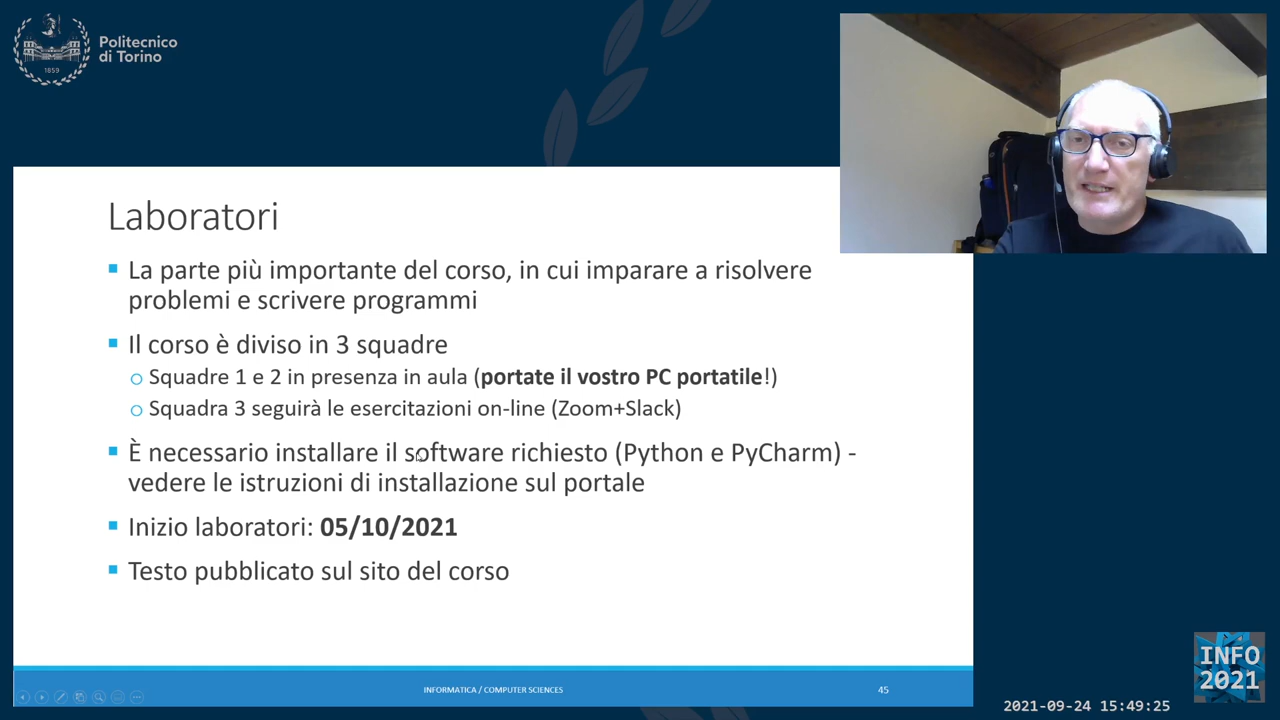 Politecnico
di Torino
1859
Laboratori
La parte più importante del corso, in cui imparare a risolvere
problemi e scrivere programmi
Il corso è diviso in 3 squadre
Squadre 1 e 2 in presenza in aula (portate il vostro PC portatile!)
Squadra 3 seguirà le esercitazioni on-line (Zoom+Slack)
È necessario installare il software richiesto (Python e PyCharm) -
vedere le istruzioni di installazione sul portale
Inizio laboratori: 05/10/2021
Testo pubblicato sul sito del corso
INFORMATICA / COMPUTER SCIENCES
45
INFO
2021
2021-09-24 15:49:25